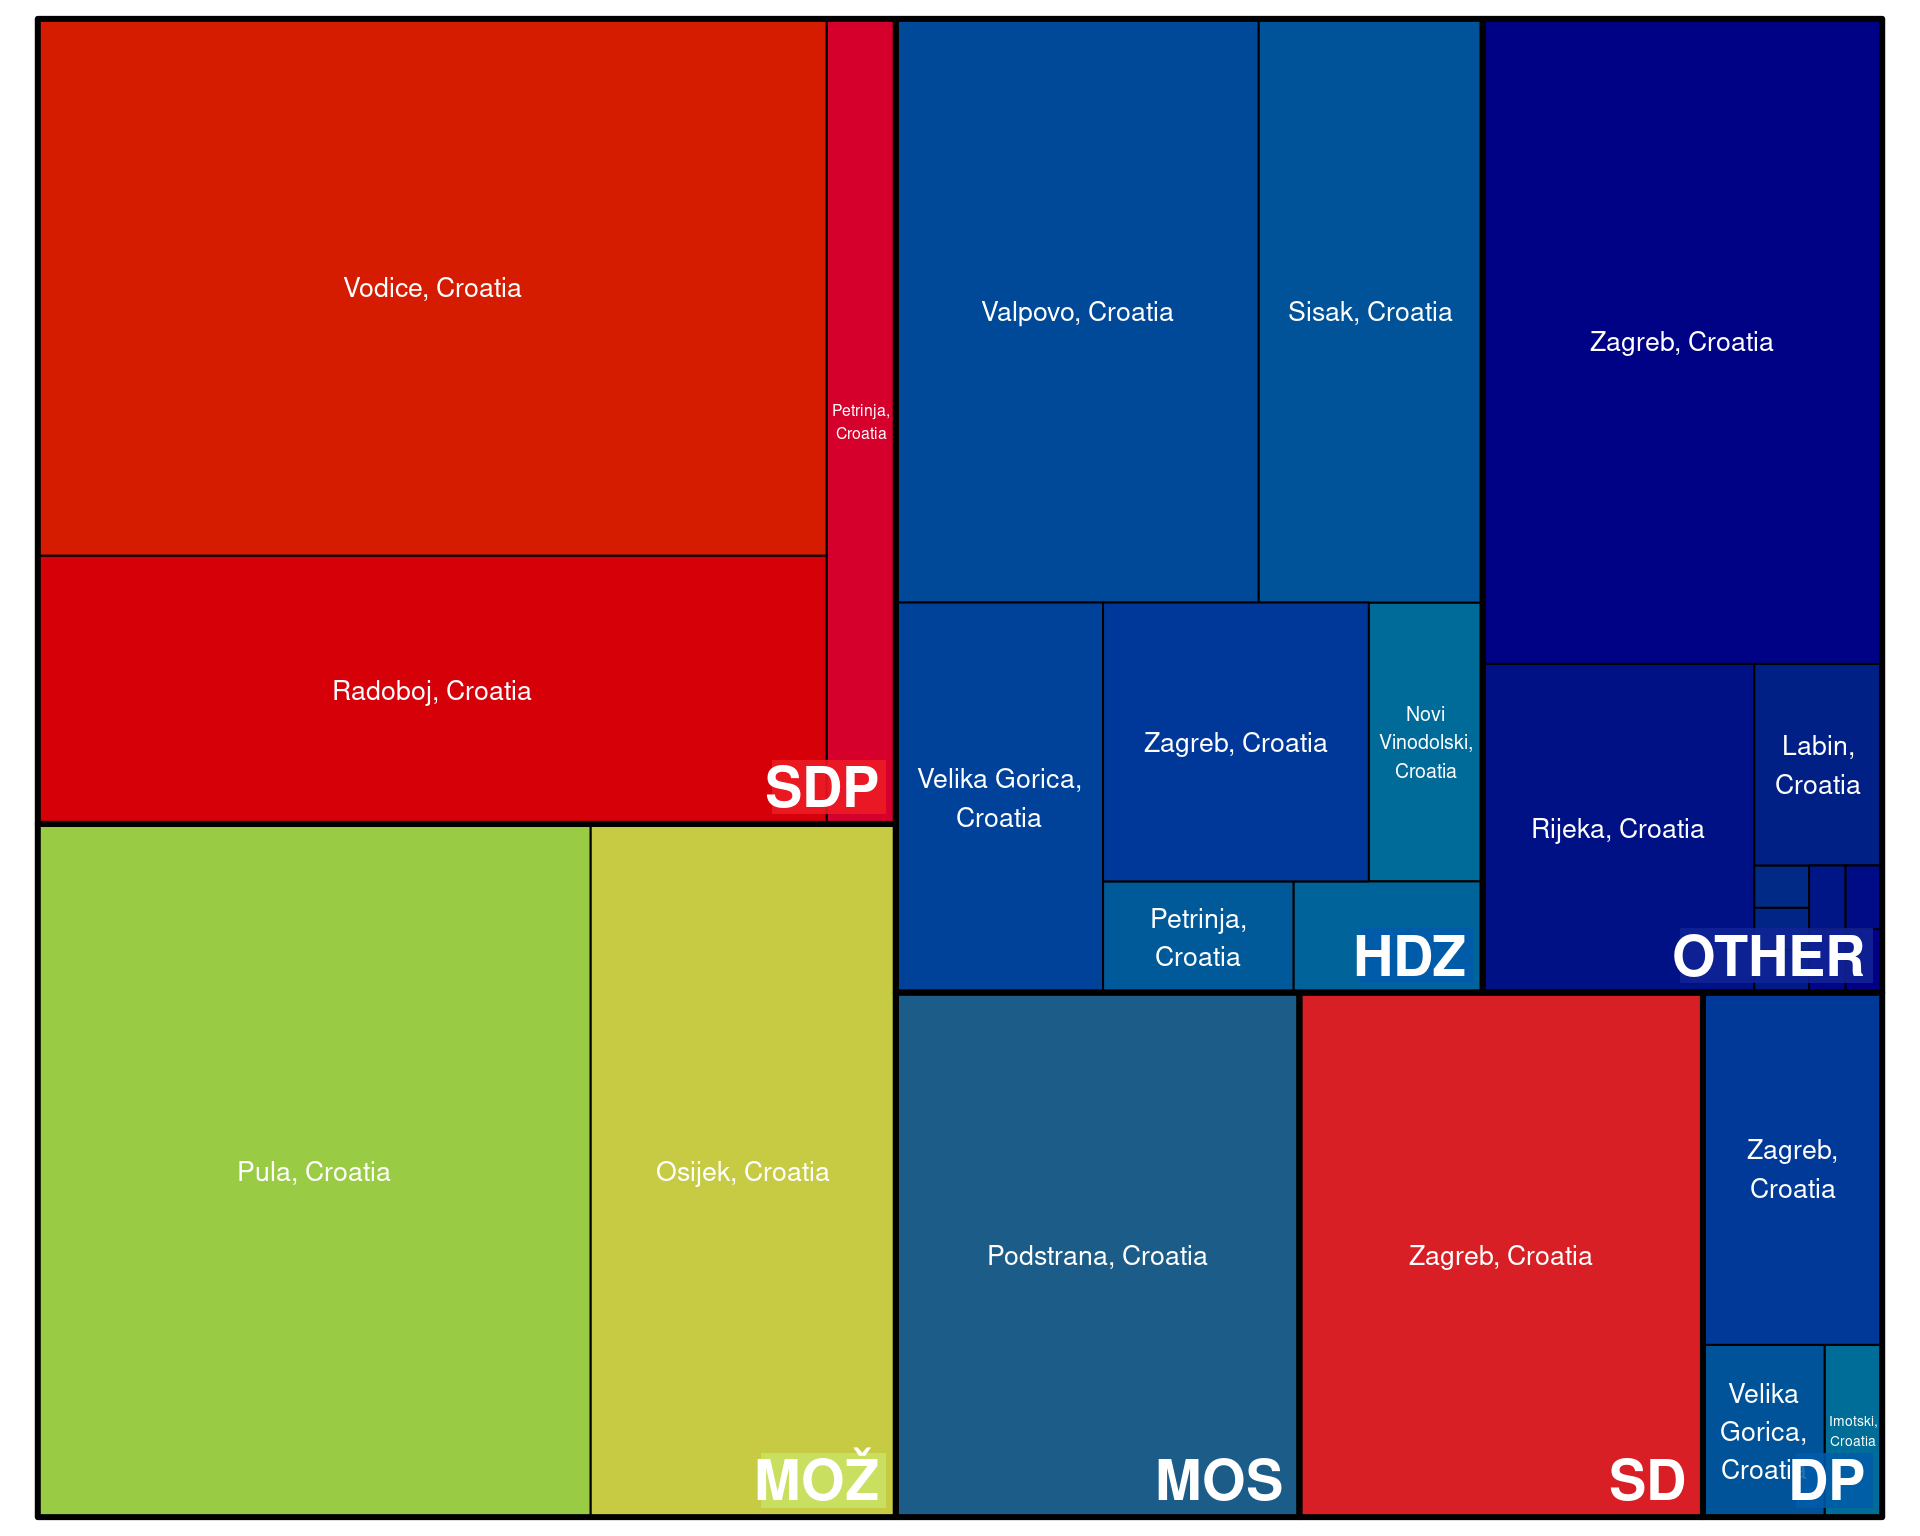 Vodice, Croatia
Petrinja,
Croatia
Radoboj, Croatia
SDP
Pula, Croatia
Osijek, Croatia
MOŽ
Valpovo, Croatia
Sisak, Croatia
Velika Gorica,
Croatia
Zagreb, Croatia
Novi
Vinodolski,
Croatia
Petrinja,
Croatia
HDZ
Zagreb, Croatia
Rijeka, Croatia
Labin,
Croatia
OTHER
Podstrana, Croatia
MOS
Zagreb, Croatia
SD
Zagreb,
Croatia
Velika
Gorica,
Croatia
Imotski,
Croatia
DP